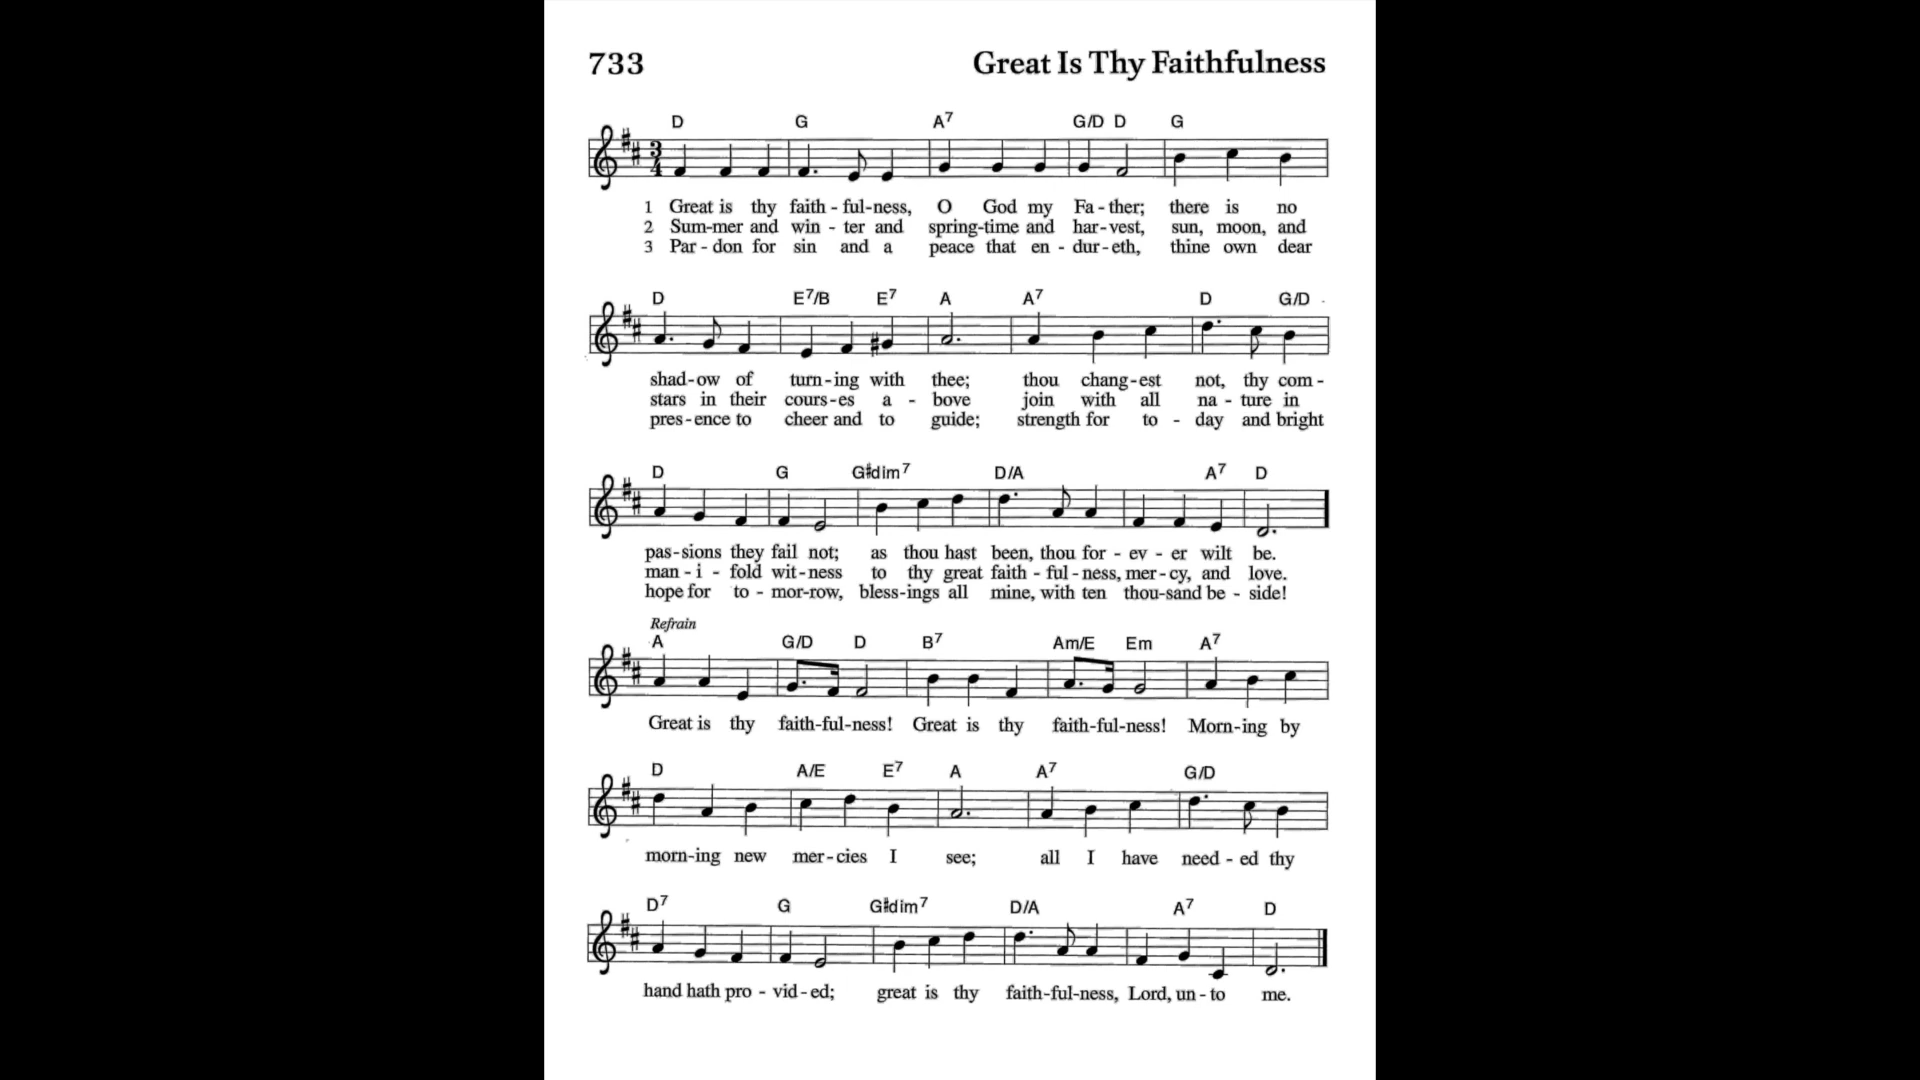 733 Great Is Thy Faithfulness
D G A7 G/D D G
1 Great is thy faith - ful-ness, O God my Fa - ther; there is no
2 Sum-mer and win - ter and spring-time and har-vest, sun, moon, and
3 Par - don for sin and a peace that en - dur-eth, thine own dear
D E7/B E7 A A7 D G/D
shad-ow of turn-ing with thee; thou chang-est not, thy com -
stars in their cours-es a - bove join with all na - ture in
pres-ence to cheer and to guide; strength for to - day and bright
D G G#dim7 D/A A7 D
pas-sions they fail not; as thou hast been, thou for - ev - er wilt be.
man - i - fold wit-ness to thy great faith - ful-ness, mer-cy, and love.
hope for to - mor-row, bless-ings all mine, with ten thou-sand be - side!
Refrain
A G/D D B7 Am/E Em A7
Great is thy faith-ful-ness! Great is thy faith-ful-ness! Morn-ing by
D A/E E7 A A7 G/D
morn-ing new mer-cies I see; all I have need - ed thy
D7 G G#dim7 D/A A7 D
hand hath pro - vid-ed; great is thy faith-ful-ness, Lord, un-to me.